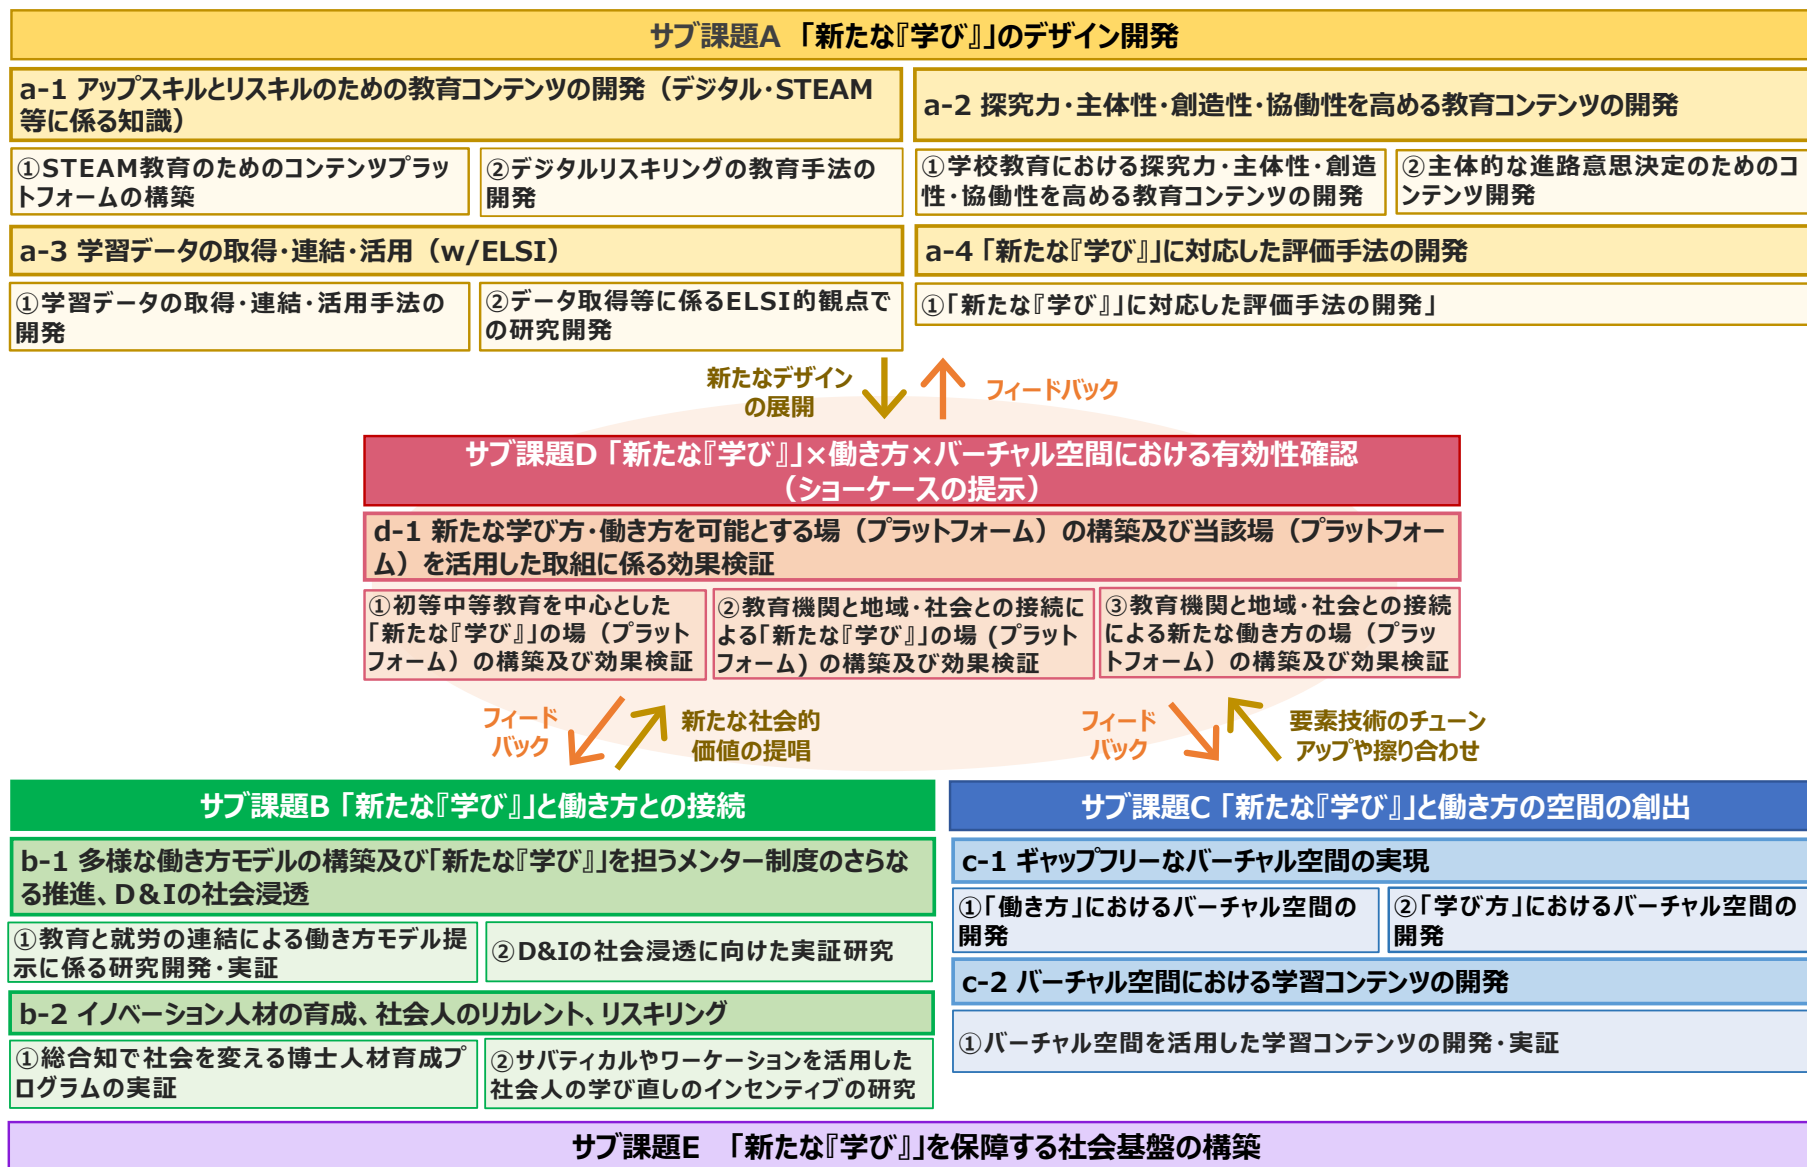 サブ課題A 「新たな『学び』」のデザイン開発
a-1 アップスキルとリスキルのための教育コンテンツの開発（デジタル・STEAM
等に係る知識）
①STEAM教育のためのコンテンツプラッ
トフォームの構築
②デジタルリスキリングの教育手法の
開発
a-2 探究力・主体性・創造性・協働性を高める教育コンテンツの開発
①学校教育における探究力・主体性・創造
性・協働性を高める教育コンテンツの開発
②主体的な進路意思決定のためのコ
ンテンツ開発
a-3 学習データの取得・連結・活用（w/ELSI）
①学習データの取得・連結・活用手法の
開発
②データ取得等に係るELSI的観点で
の研究開発
a-4「新たな『学び』」に対応した評価手法の開発
①「新たな『学び』」に対応した評価手法の開発」
新たなデザイン
の展開
フィードバック
サブ課題D「新たな『学び』」×働き方×バーチャル空間における有効性確認
（ショーケースの提示）
d-1 新たな学び方・働き方を可能とする場（プラットフォーム）の構築及び当該場（プラットフォー
ム）を活用した取組に係る効果検証
①初等中等教育を中心とした
「新たな『学び』」の場（プラット
フォーム）の構築及び効果検証
②教育機関と地域・社会との接続に
よる「新たな『学び』」の場 (プラット
フォーム) の構築及び効果検証
③教育機関と地域・社会との接続
による新たな働き方の場（プラッ
トフォーム）の構築及び効果検証
フィード
バック
新たな社会的
価値の提唱
フィード
バック
要素技術のチューン
アップや擦り合わせ
サブ課題B「新たな『学び』」と働き方との接続
b-1 多様な働き方モデルの構築及び「新たな『学び』」を担うメンター制度のさらな
る推進、D&Iの社会浸透
①教育と就労の連結による働き方モデル提
示に係る研究開発・実証
②D&Iの社会浸透に向けた実証研究
b-2 イノベーション人材の育成、社会人のリカレント、リスキリング
①総合知で社会を変える博士人材育成プ
ログラムの実証
②サバティカルやワーケーションを活用した
社会人の学び直しのインセンティブの研究
サブ課題C「新たな『学び』」と働き方の空間の創出
c-1 ギャップフリーなバーチャル空間の実現
①「働き方」におけるバーチャル空間の
開発
②「学び方」におけるバーチャル空間の
開発
c-2 バーチャル空間における学習コンテンツの開発
①バーチャル空間を活用した学習コンテンツの開発・実証
サブ課題E 「新たな『学び』」を保障する社会基盤の構築